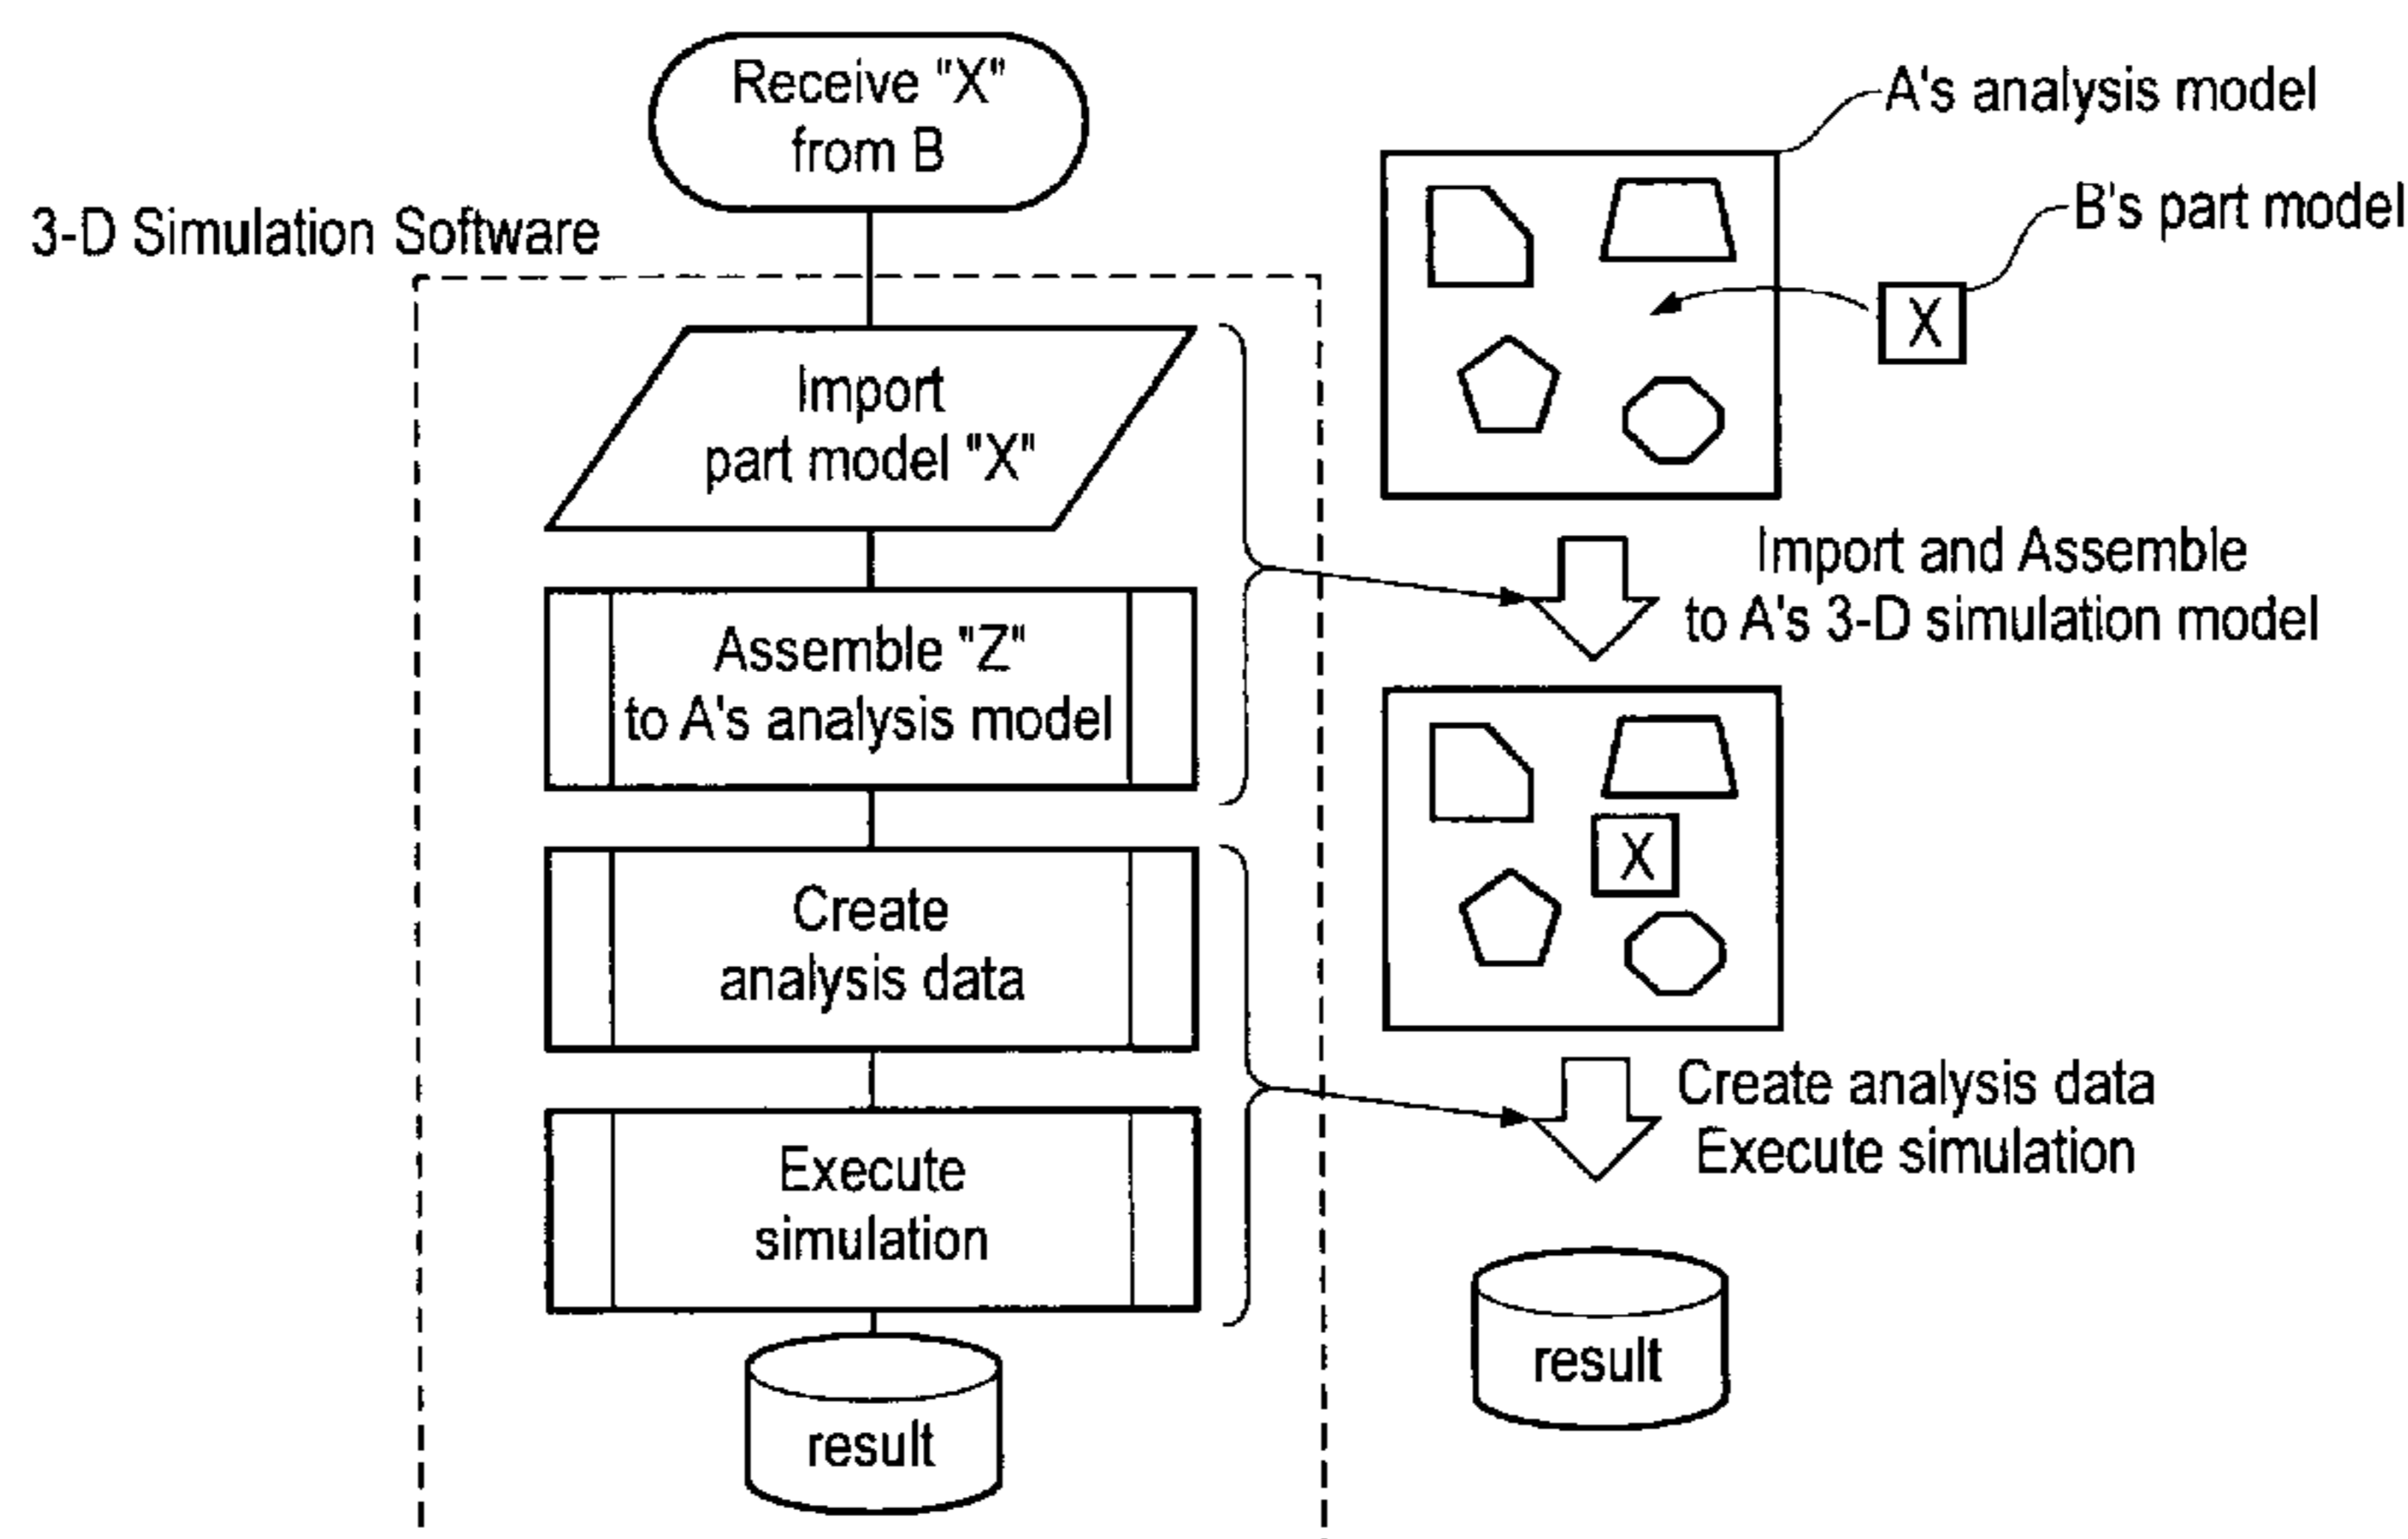 Receive "X"
from B
3-D Simulation Software
Import
part model "X"
Assemble "Z"
to A's analysis model
Create
analysis data
Execute
simulation
result
A's analysis model
B's part model
X
Import and Assemble
to A's 3-D simulation model
X
Create analysis data
Execute simulation
result